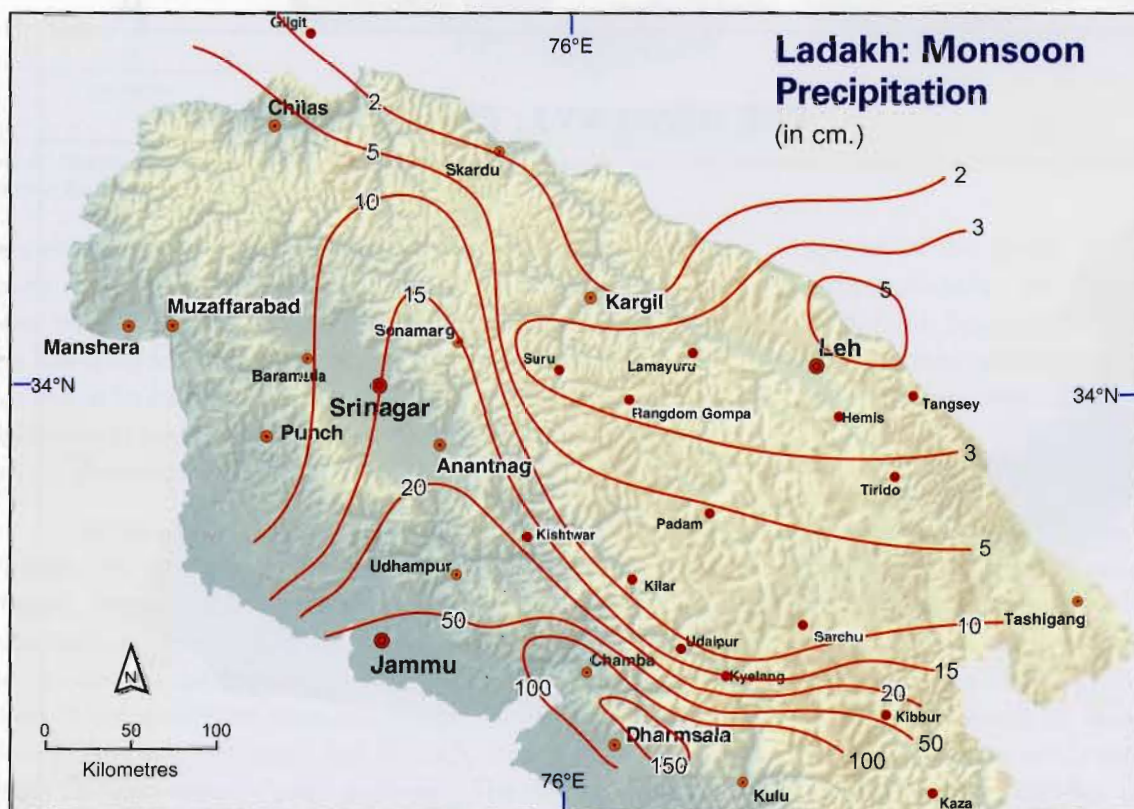 Gilgit
76°E
Ladakh: Monsoon
Precipitation
(in cm.)
Chilas
2
5
Skardu
2
10
3
Kargil
5
15
Muzaffarabad
Sonamarg
Manshera
Leh
Suru
Lamayuru
Baramula
34°N
Srinagar
34°N
Tangsey
Rangdom Gompa
Hemis
Punch
Anantnag
3
20
Tirido
Padam
Kishtwar
5
Udhampur
Kilar
50
Tashigang
10
Sarchu
Udaipur
N
Jammu
Chamba
Kyelang
15
100
20
Kibbur
0 50 100
Dharmsala
50
100
150
Kilometres
76°E
Kulu
Kaza